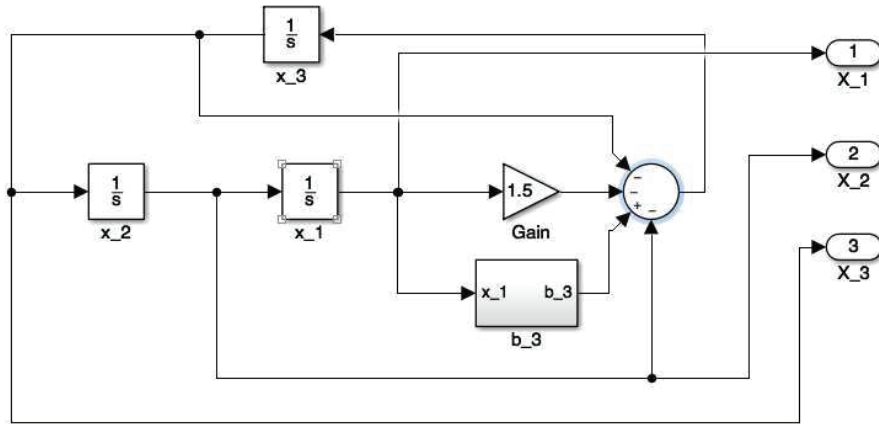 1
s
x_3
1
X_1
1
s
x_2
1
s
x_1
1.5
Gain
−
−
+
−
2
X_2
x_1 b_3
b_3
3
X_3